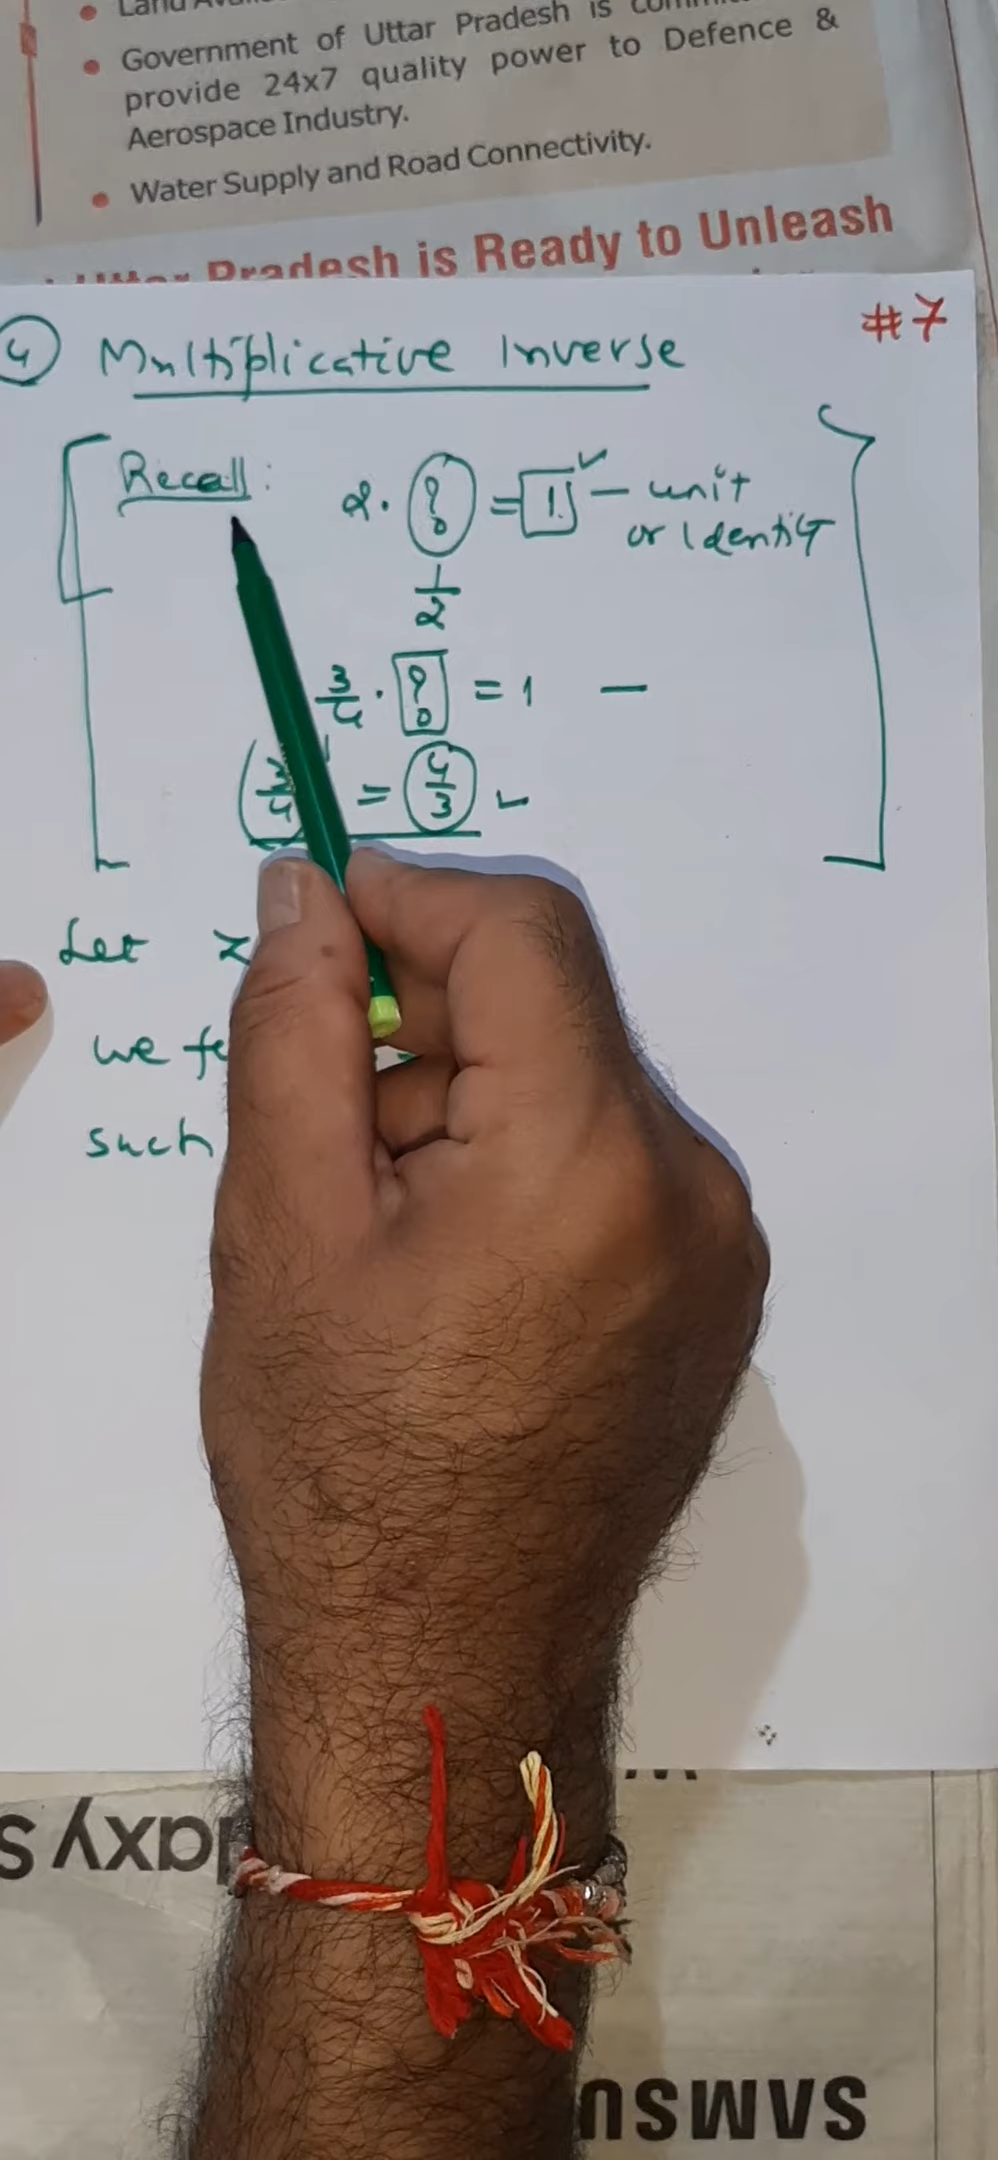 • Government of Uttar Pradesh is
provide 24x7 quality power to Defence &
Aerospace Industry.
• Water Supply and Road Connectivity.
Pradesh is Ready to Unleash
#7
4 Multiplicative Inverse
Recall: 2. ? = 1 — unit
or Identity
1/2
3/4 . ? = 1 —
= 4/3 ✓
Let z
we
such
SAMSU